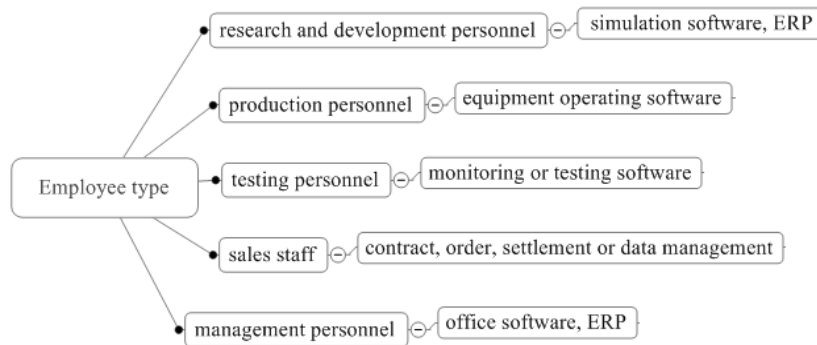 research and development personnel
simulation software, ERP
production personnel
equipment operating software
Employee type
testing personnel
monitoring or testing software
sales staff
contract, order, settlement or data management
management personnel
office software, ERP